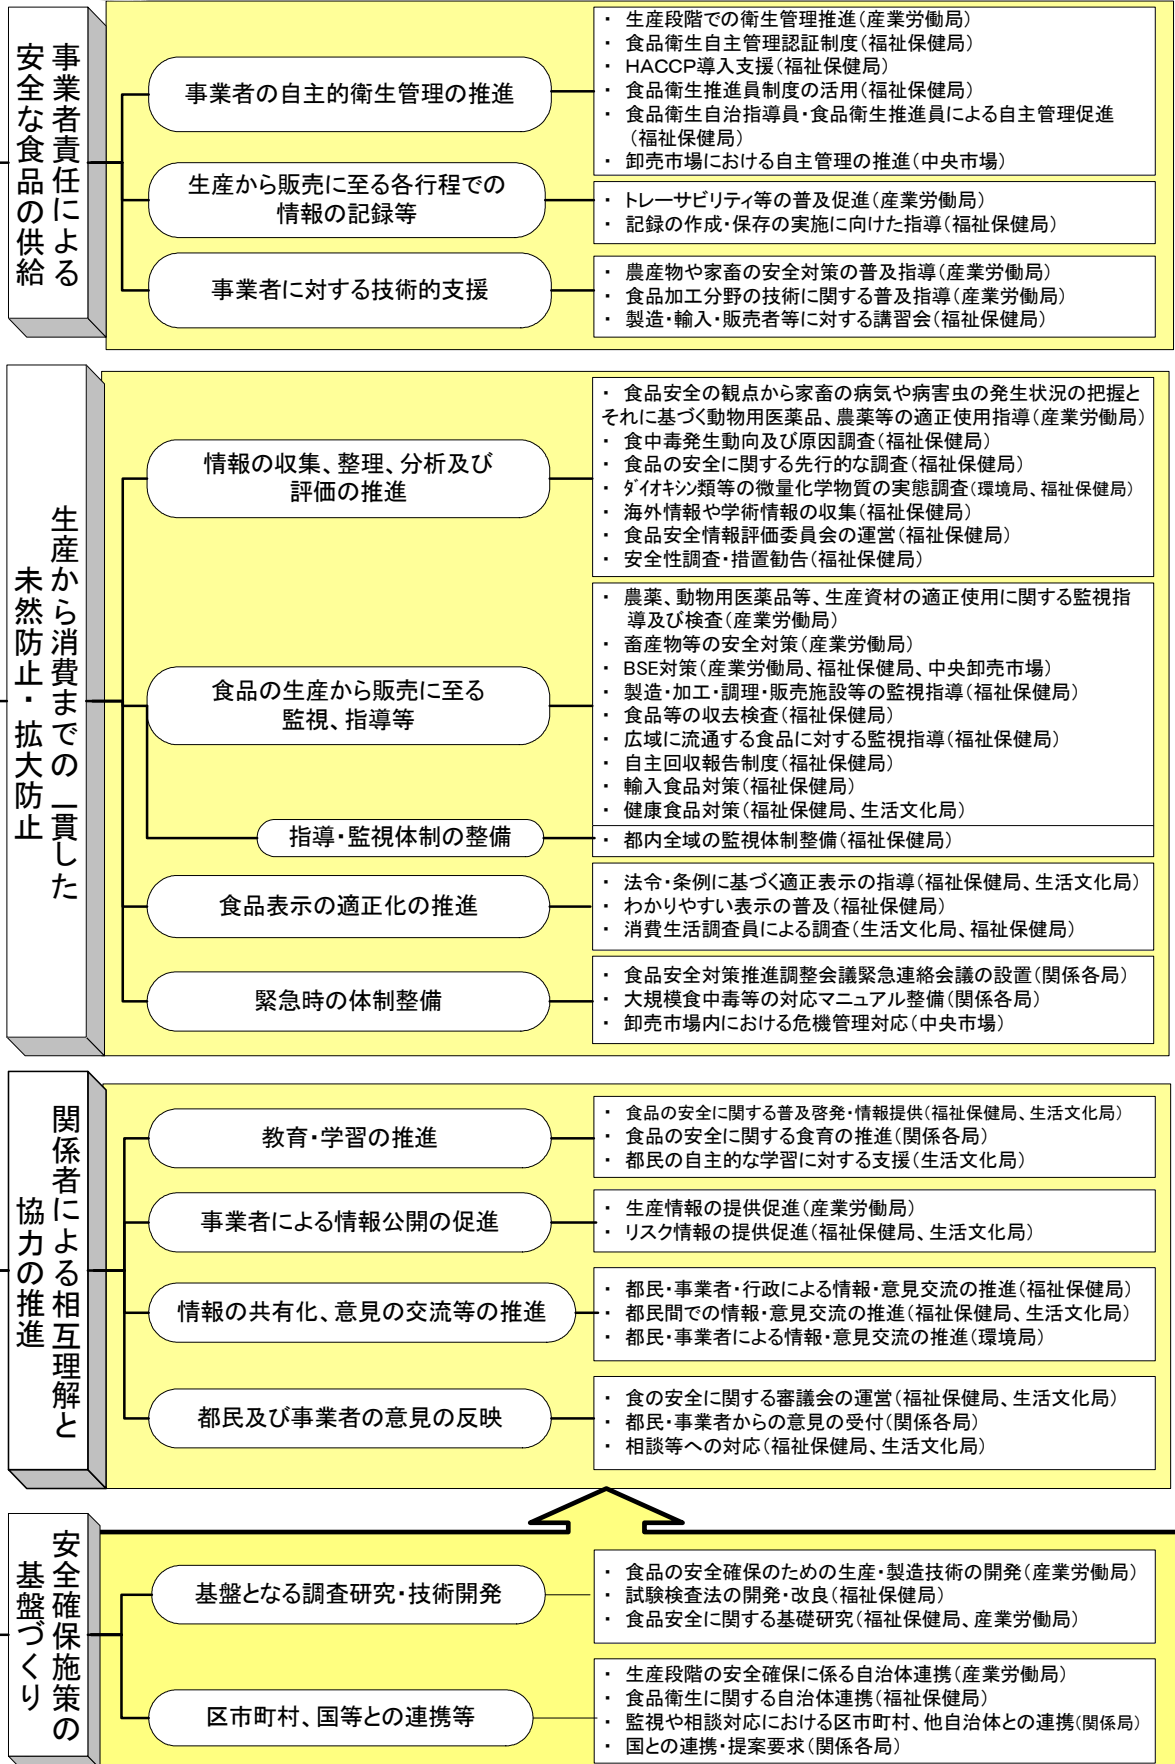 事業者責任による
安全な食品の供給
事業者の自主的衛生管理の推進
・ 生産段階での衛生管理推進(産業労働局)
・ 食品衛生自主管理認証制度(福祉保健局)
・ HACCP導入支援(福祉保健局)
・ 食品衛生推進員制度の活用(福祉保健局)
・ 食品衛生自治指導員・食品衛生推進員による自主管理促進
(福祉保健局)
・ 卸売市場における自主管理の推進(中央市場)
生産から販売に至る各行程での
情報の記録等
・ トレーサビリティ等の普及促進(産業労働局)
・ 記録の作成・保存の実施に向けた指導(福祉保健局)
事業者に対する技術的支援
・ 農産物や家畜の安全対策の普及指導(産業労働局)
・ 食品加工分野の技術に関する普及指導(産業労働局)
・ 製造・輸入・販売者等に対する講習会(福祉保健局)
生産から消費までの一貫した
未然防止・拡大防止
情報の収集、整理、分析及び
評価の推進
・ 食品安全の観点から家畜の病気や病害虫の発生状況の把握と
それに基づく動物用医薬品、農薬等の適正使用指導(産業労働局)
・ 食中毒発生動向及び原因調査(福祉保健局)
・ 食品の安全に関する先行的な調査(福祉保健局)
・ ﾀﾞｲｵｷｼﾝ類等の微量化学物質の実態調査(環境局、福祉保健局)
・ 海外情報や学術情報の収集(福祉保健局)
・ 食品安全情報評価委員会の運営(福祉保健局)
・ 安全性調査・措置勧告(福祉保健局)
食品の生産から販売に至る
監視、指導等
・ 農薬、動物用医薬品等、生産資材の適正使用に関する監視指
導及び検査(産業労働局)
・ 畜産物等の安全対策(産業労働局)
・ BSE対策(産業労働局、福祉保健局、中央卸売市場)
・ 製造・加工・調理・販売施設等の監視指導(福祉保健局)
・ 食品等の収去検査(福祉保健局)
・ 広域に流通する食品に対する監視指導(福祉保健局)
・ 自主回収報告制度(福祉保健局)
・ 輸入食品対策(福祉保健局)
・ 健康食品対策(福祉保健局、生活文化局)
指導・監視体制の整備
・ 都内全域の監視体制整備(福祉保健局)
食品表示の適正化の推進
・ 法令・条例に基づく適正表示の指導(福祉保健局、生活文化局)
・ わかりやすい表示の普及(福祉保健局)
・ 消費生活調査員による調査(生活文化局、福祉保健局)
緊急時の体制整備
・ 食品安全対策推進調整会議緊急連絡会議の設置(関係各局)
・ 大規模食中毒等の対応マニュアル整備(関係各局)
・ 卸売市場内における危機管理対応(中央市場)
関係者による相互理解と
協力の推進
教育・学習の推進
・ 食品の安全に関する普及啓発・情報提供(福祉保健局、生活文化局)
・ 食品の安全に関する食育の推進(関係各局)
・ 都民の自主的な学習に対する支援(生活文化局)
事業者による情報公開の促進
・ 生産情報の提供促進(産業労働局)
・ リスク情報の提供促進(福祉保健局、生活文化局)
情報の共有化、意見の交流等の推進
・ 都民・事業者・行政による情報・意見交流の推進(福祉保健局)
・ 都民間での情報・意見交流の推進(福祉保健局、生活文化局)
・ 都民・事業者による情報・意見交流の推進(環境局)
都民及び事業者の意見の反映
・ 食の安全に関する審議会の運営(福祉保健局、生活文化局)
・ 都民・事業者からの意見の受付(関係各局)
・ 相談等への対応(福祉保健局、生活文化局)
安全確保施策の
基盤づくり
基盤となる調査研究・技術開発
・ 食品の安全確保のための生産・製造技術の開発(産業労働局)
・ 試験検査法の開発・改良(福祉保健局)
・ 食品安全に関する基礎研究(福祉保健局、産業労働局)
区市町村、国等との連携等
・ 生産段階の安全確保に係る自治体連携(産業労働局)
・ 食品衛生に関する自治体連携(福祉保健局)
・ 監視や相談対応における区市町村、他自治体との連携(関係局)
・ 国との連携・提案要求(関係各局)